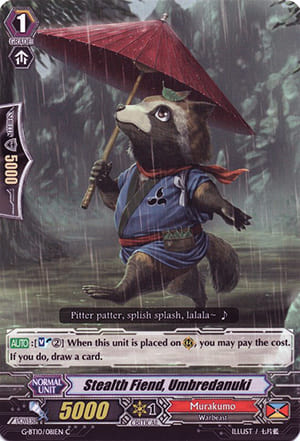 1
GRADE
SHIELD
5000
Pitter patter, splish splash, lalala~ ♪
AUTO : [②] When this unit is placed on , you may pay the cost.
If you do, draw a card.
NORMAL UNIT
Stealth Fiend, Umbredanuki
POWER
5000
1
CRITICAL
Murakumo
Warbeast
G-BT10/081EN C
ILLUST / 七片藍